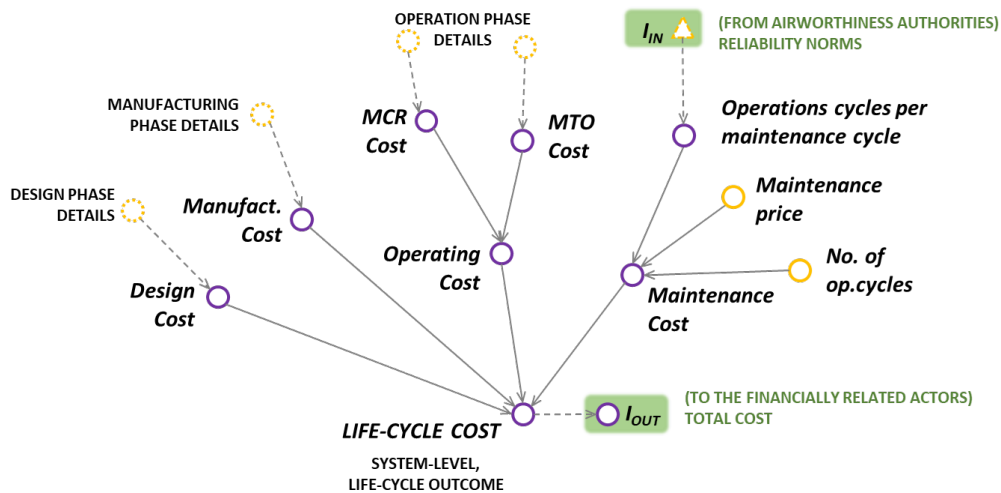 OPERATION PHASE
DETAILS
I_IN
(FROM AIRWORTHINESS AUTHORITIES)
RELIABILITY NORMS
MANUFACTURING
PHASE DETAILS
MCR
Cost
MTO
Cost
Operations cycles per
maintenance cycle
DESIGN PHASE
DETAILS
Manufact.
Cost
Maintenance
price
Operating
Cost
No. of
op.cycles
Design
Cost
Maintenance
Cost
LIFE-CYCLE COST
I_OUT
(TO THE FINANCIALLY RELATED ACTORS)
TOTAL COST
SYSTEM-LEVEL,
LIFE-CYCLE OUTCOME